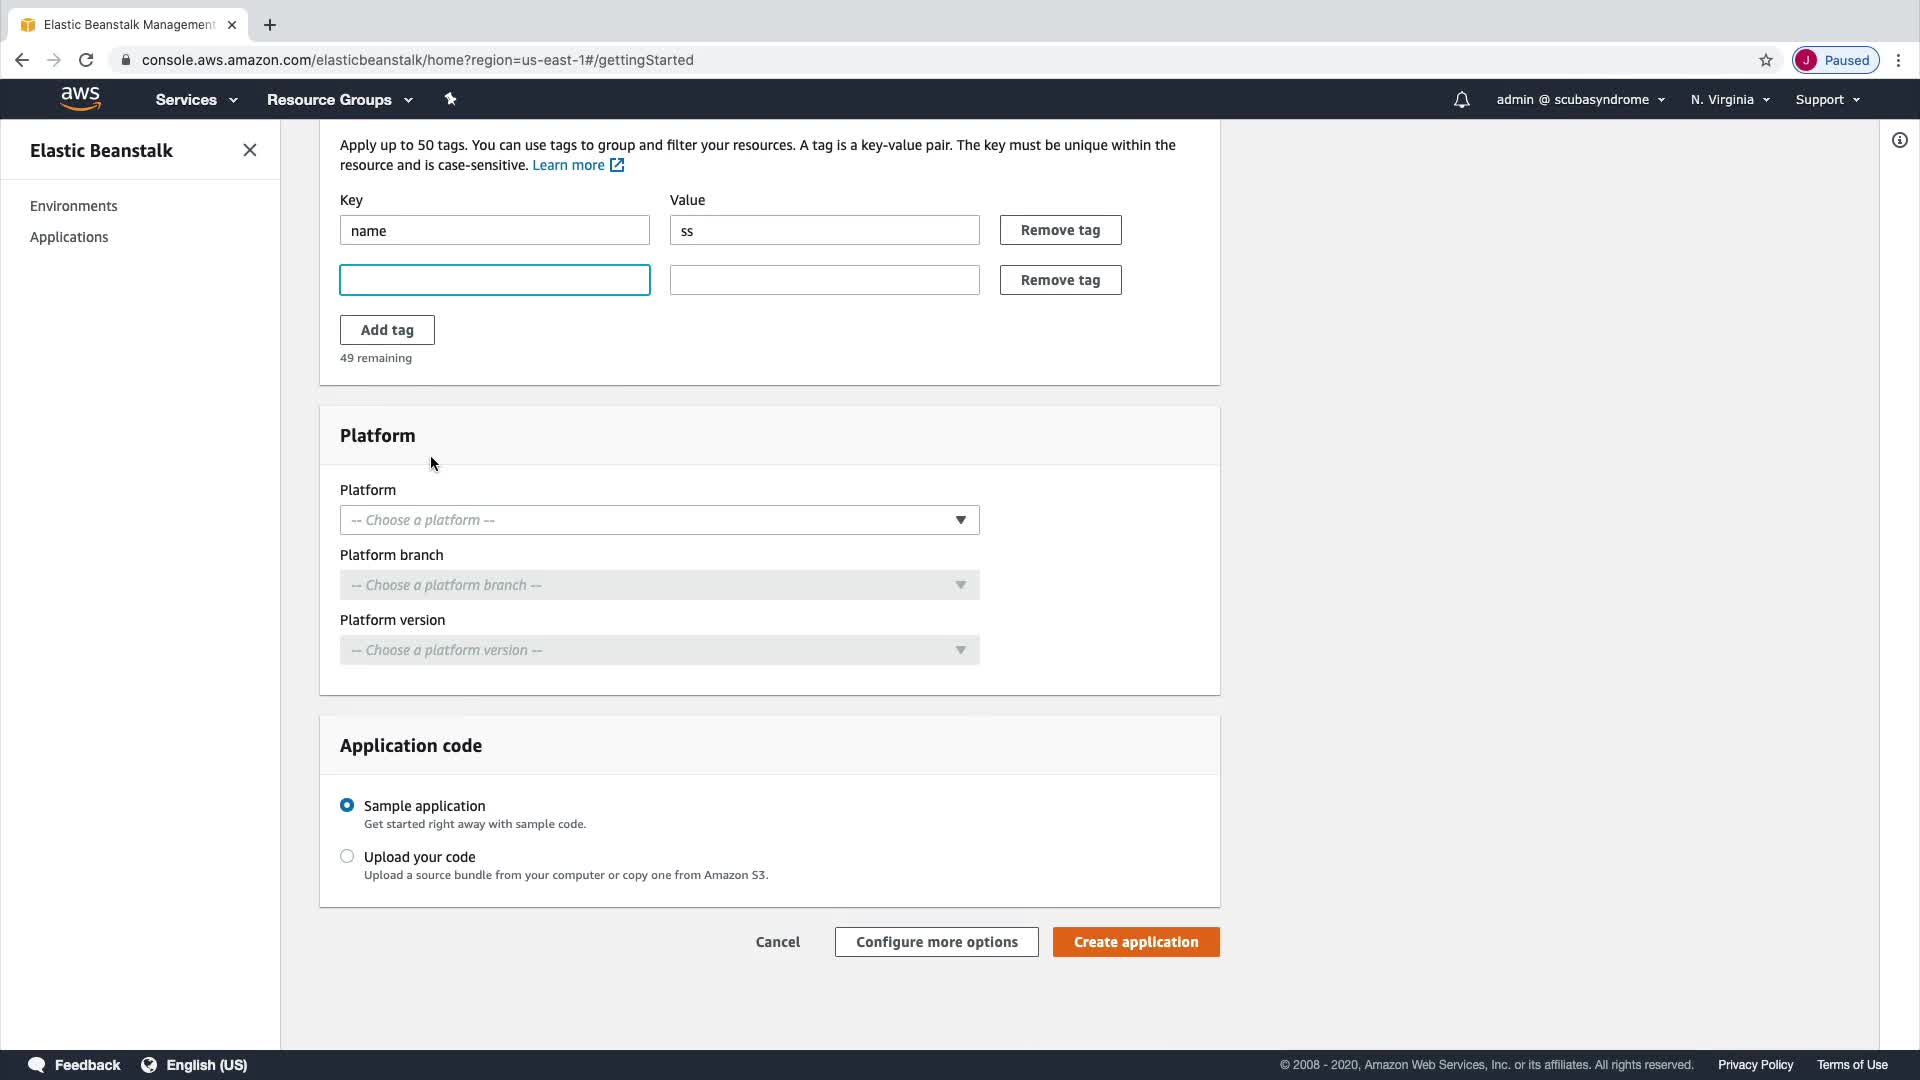 Elastic Beanstalk Management
console.aws.amazon.com/elasticbeanstalk/home?region=us-east-1#/gettingStarted
J Paused
aws Services Resource Groups admin @ scubasyndrome N. Virginia Support
Elastic Beanstalk
Environments
Applications
Apply up to 50 tags. You can use tags to group and filter your resources. A tag is a key-value pair. The key must be unique within the
resource and is case-sensitive. Learn more
Key Value
name ss Remove tag
Remove tag
Add tag
49 remaining
Platform
Platform
-- Choose a platform --
Platform branch
-- Choose a platform branch --
Platform version
-- Choose a platform version --
Application code
Sample application
Get started right away with sample code.
Upload your code
Upload a source bundle from your computer or copy one from Amazon S3.
Cancel Configure more options Create application
Feedback English (US) © 2008 - 2020, Amazon Web Services, Inc. or its affiliates. All rights reserved. Privacy Policy Terms of Use